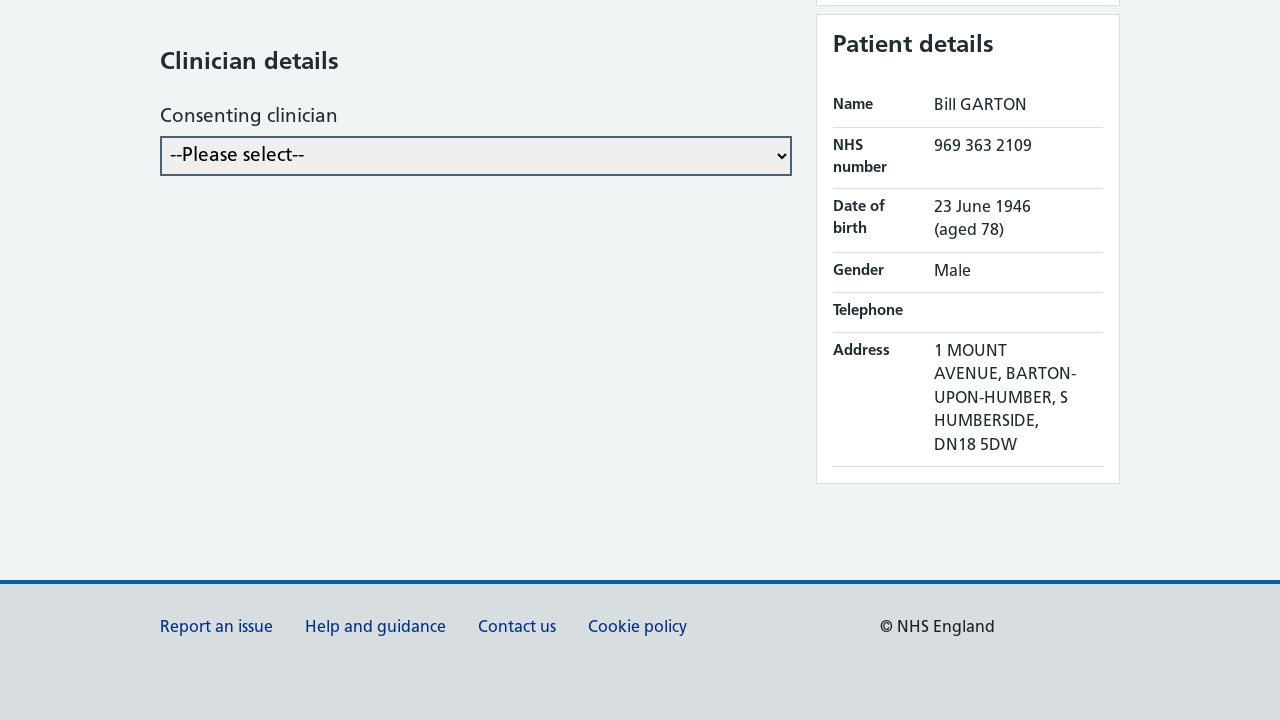 Clinician details
Consenting clinician
--Please select--
Patient details
Name Bill GARTON
NHS number 969 363 2109
Date of birth 23 June 1946
(aged 78)
Gender Male
Telephone
Address 1 MOUNT
AVENUE, BARTON-
UPON-HUMBER, S
HUMBERSIDE,
DN18 5DW
Report an issue Help and guidance Contact us Cookie policy © NHS England